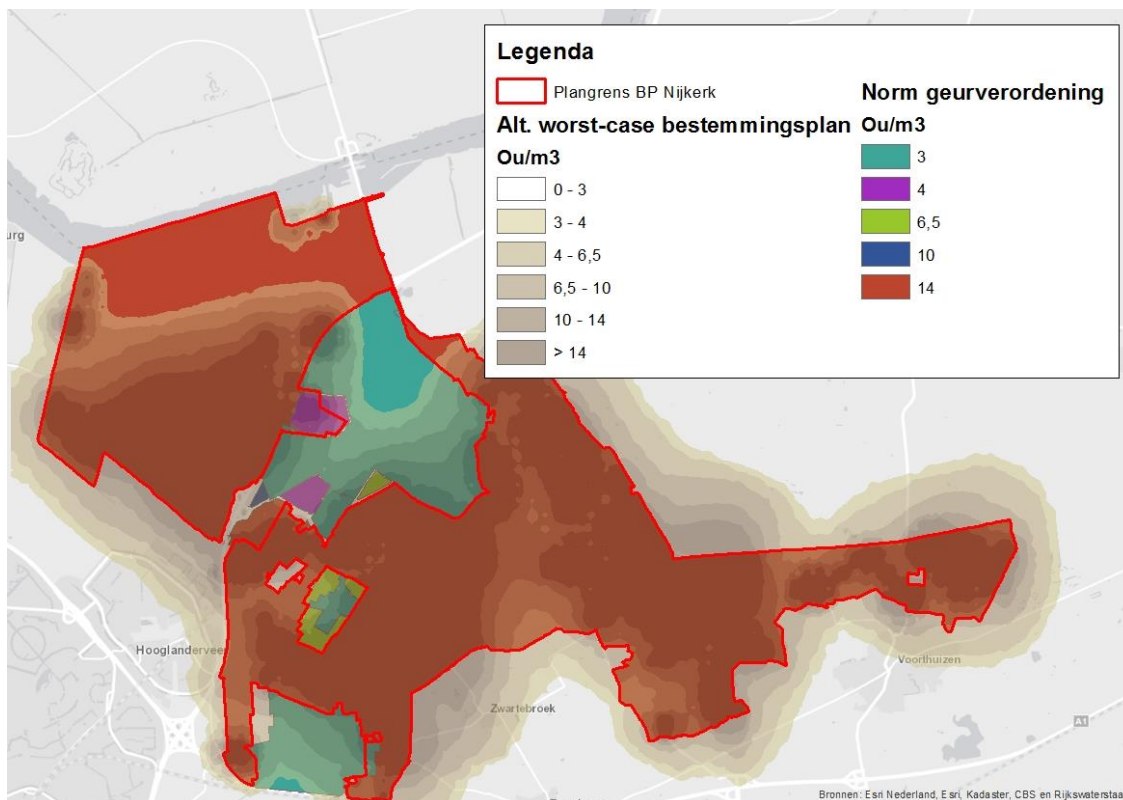 Legenda
Plangrens BP Nijkerk
Alt. worst-case bestemmingsplan
Ou/m3
0 - 3
3 - 4
4 - 6,5
6,5 - 10
10 - 14
> 14
Norm geurverordening
Ou/m3
3
4
6,5
10
14
urg
Hooglandervee
Zwartebroek
Voorthuizen
A1
Bronnen: Esri Nederland, Esri, Kadaster, CBS en Rijkswaterstaa